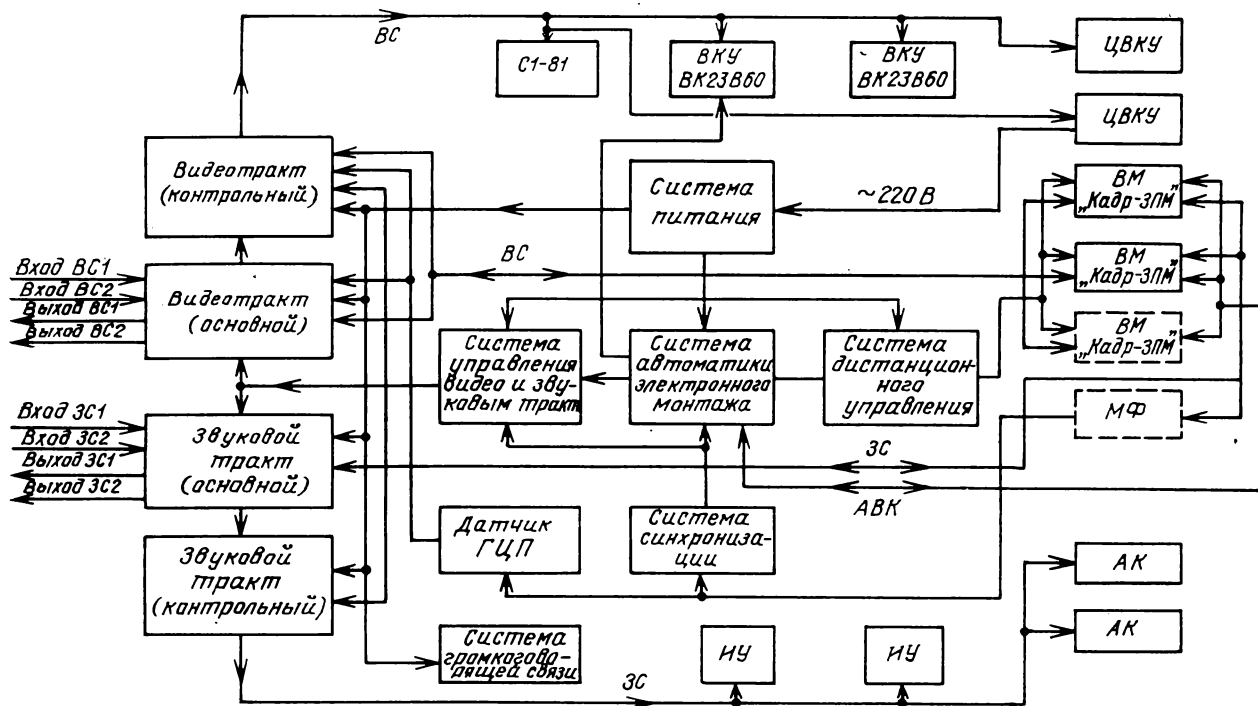 ВС
С1-81
ВКУ
ВК23В60
ВКУ
ВК23В60
ЦВКУ
ЦВКУ
Видеотракт
(контрольный)
Система
питания
~220 В
ВМ
„Кадр-3ПМ"
Вход ВС1
Вход ВС2
Выход ВС1
Выход ВС2
Видеотракт
(основной)
ВС
ВМ
„Кадр-3ПМ"
ВМ
„Кадр-3ПМ"
Система
управления
видео и зву-
ковым тракт.
Система
автоматики
электронного
монтажа
Система
дистанцион-
ного
управления
МФ
Вход ЗС1
Вход ЗС2
Выход ЗС1
Выход ЗС2
Звуковой
тракт
(основной)
ЗС
АВК
Датчик
ГЦП
Система
синхрониза-
ции
Звуковой
тракт
(контрольный)
АК
АК
Система
громкогово-
рящей связи
ИУ
ИУ
ЗС